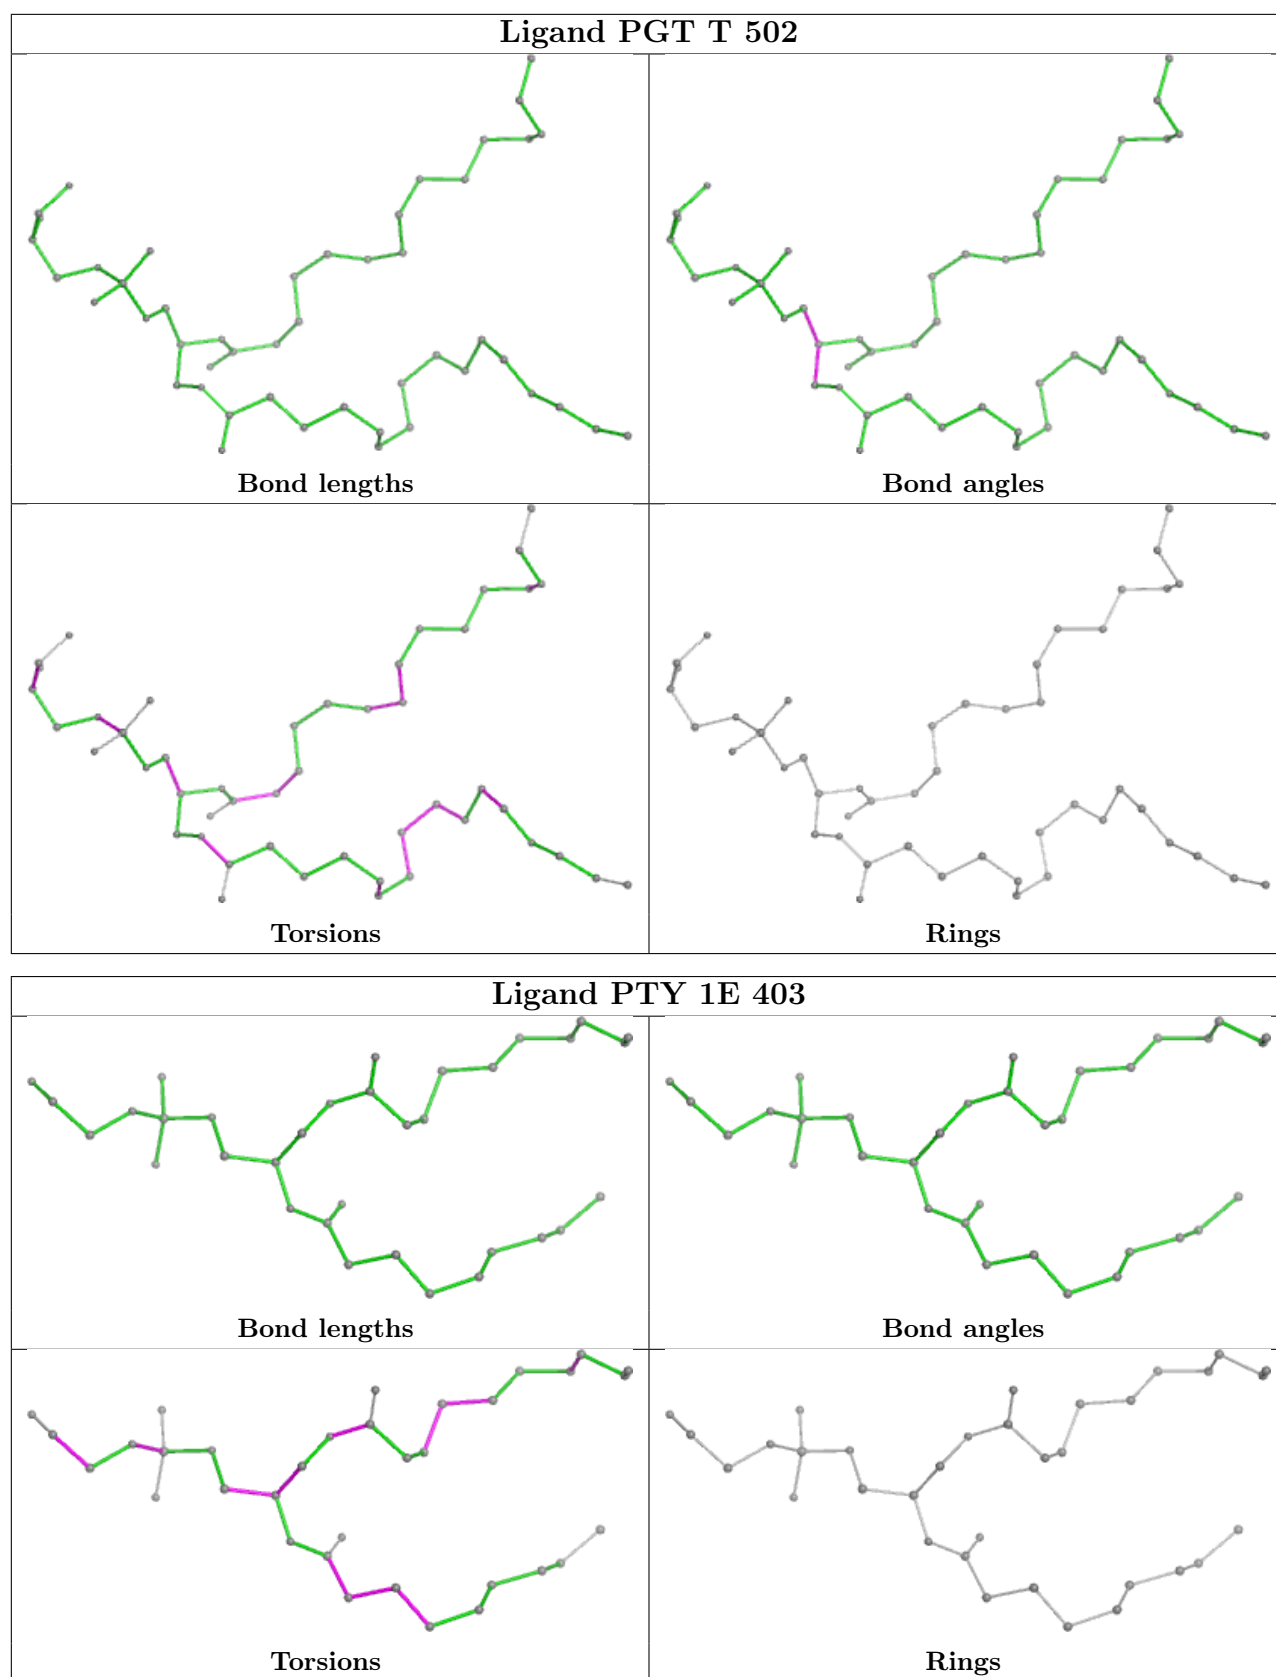 Ligand PGT T 502
Bond lengths
Bond angles
Torsions
Rings
Ligand PTY 1E 403
Bond lengths
Bond angles
Torsions
Rings